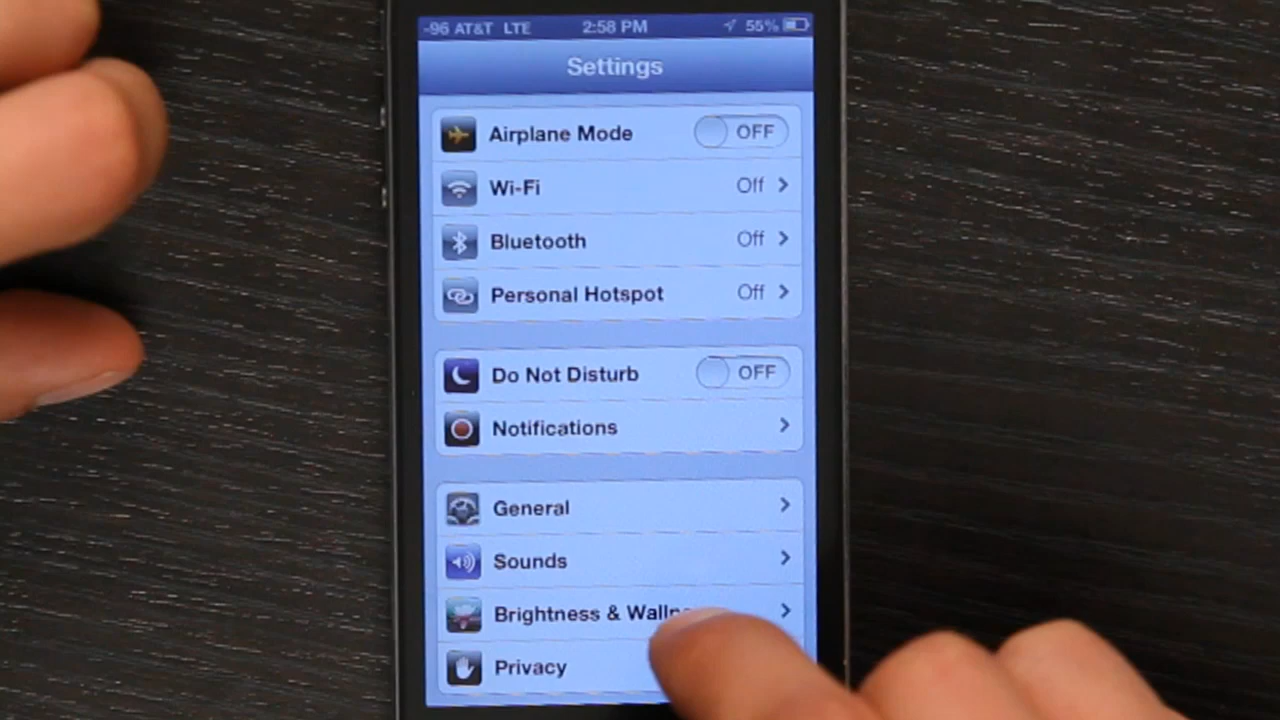 -96 AT&T LTE 2:58 PM 55%
Settings
Airplane Mode OFF
Wi-Fi Off
Bluetooth Off
Personal Hotspot Off
Do Not Disturb OFF
Notifications
General
Sounds
Brightness &
Privacy